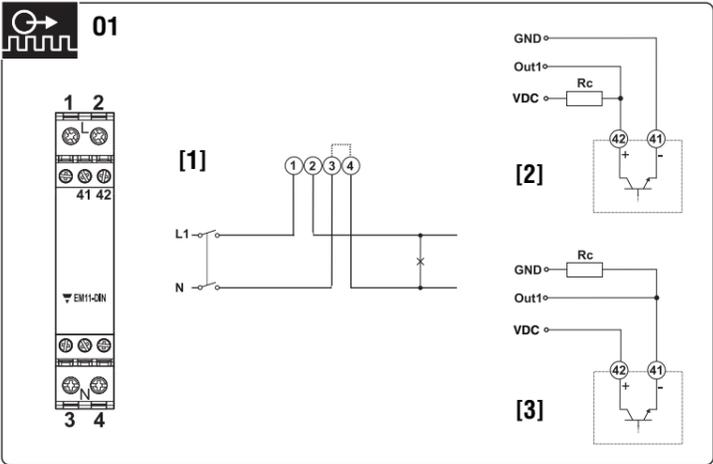 01
1 2
L
41 42
EM11-DIN
N
3 4
[1]
1 2 3 4
L1
N
GND
Out1
Rc
VDC
42 41
+ -
[2]
Rc
GND
Out1
VDC
42 41
+ -
[3]